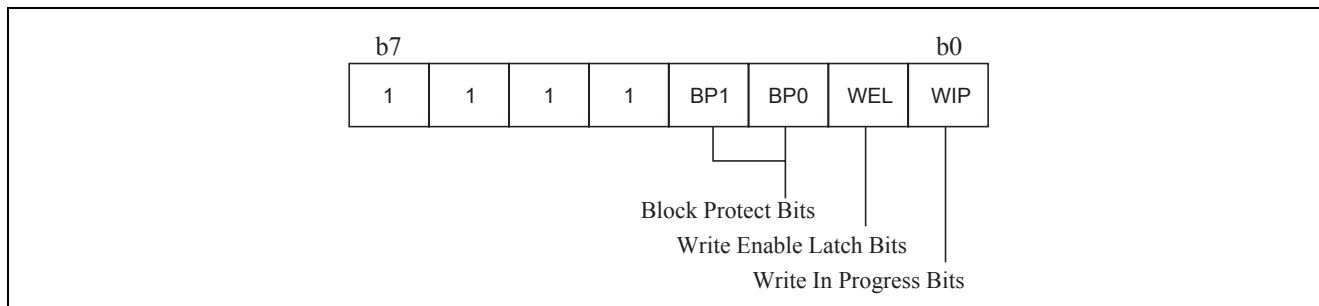 b7 b0
1 1 1 1 BP1 BP0 WEL WIP
Block Protect Bits
Write Enable Latch Bits
Write In Progress Bits